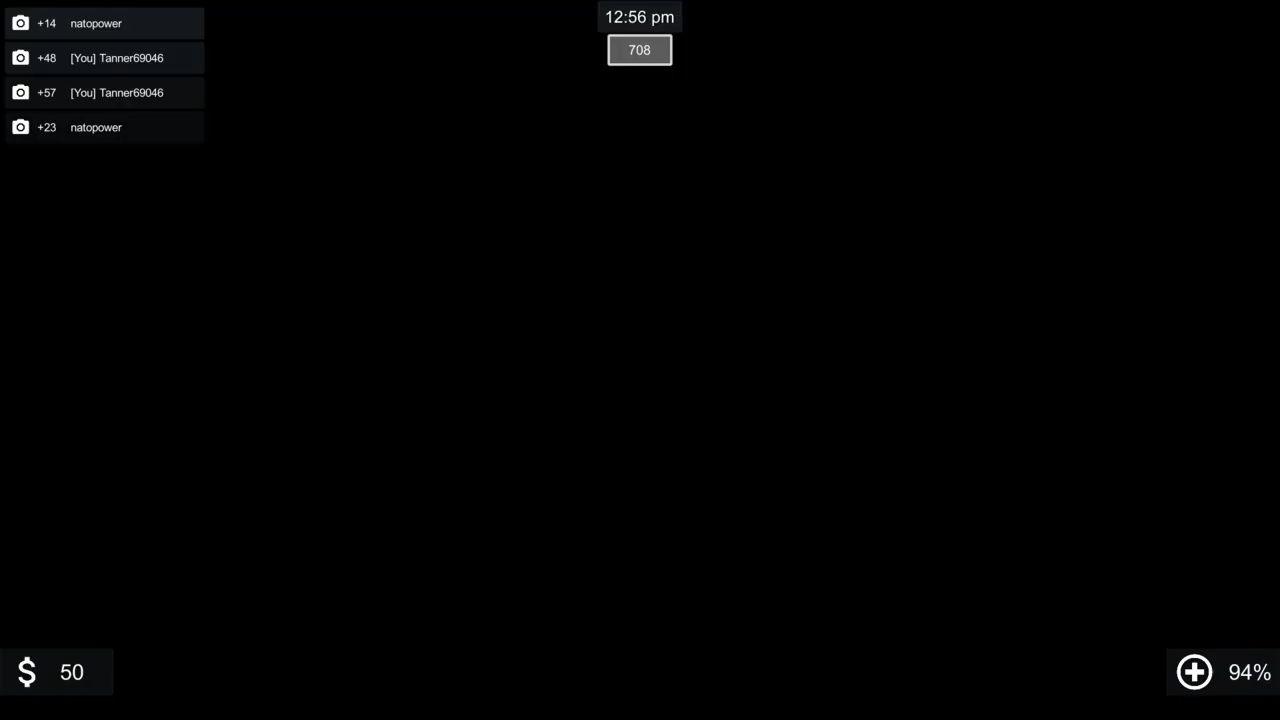 +14 natopower
+48 [You] Tanner69046
+57 [You] Tanner69046
+23 natopower
12:56 pm
708
$ 50
94%